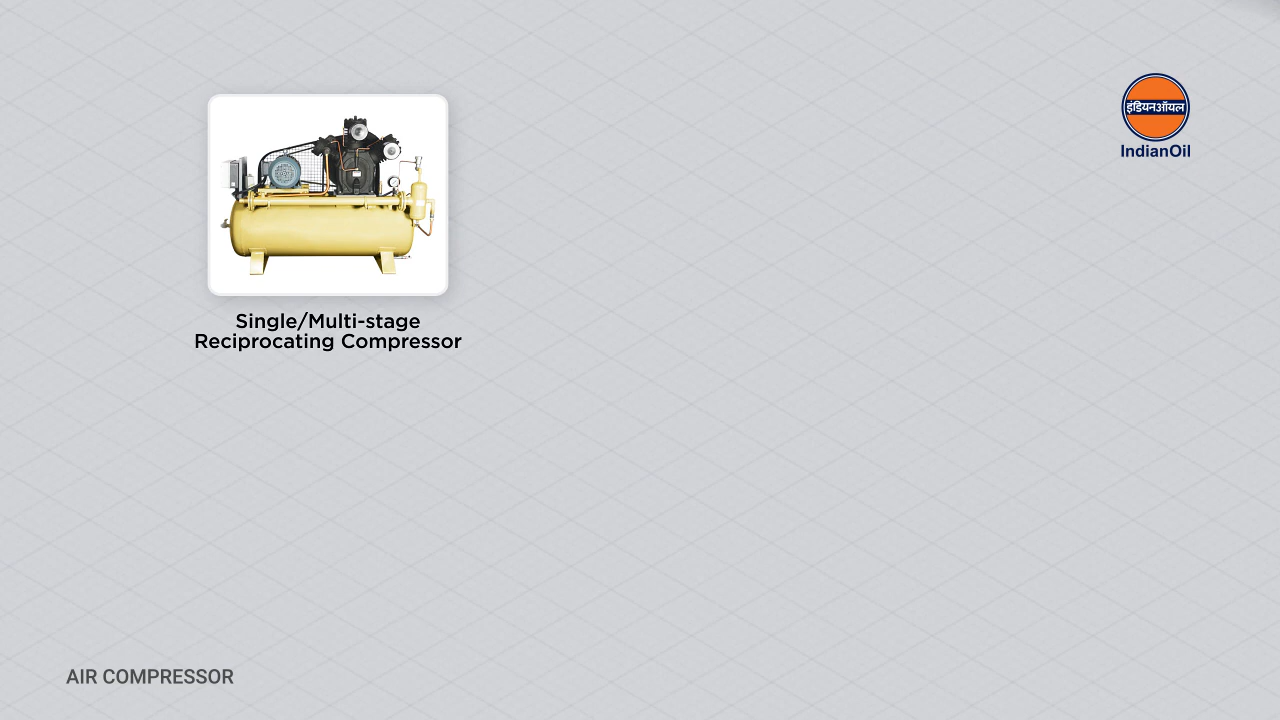 इंडियनऑयल
IndianOil
Single/Multi-stage
Reciprocating Compressor
AIR COMPRESSOR